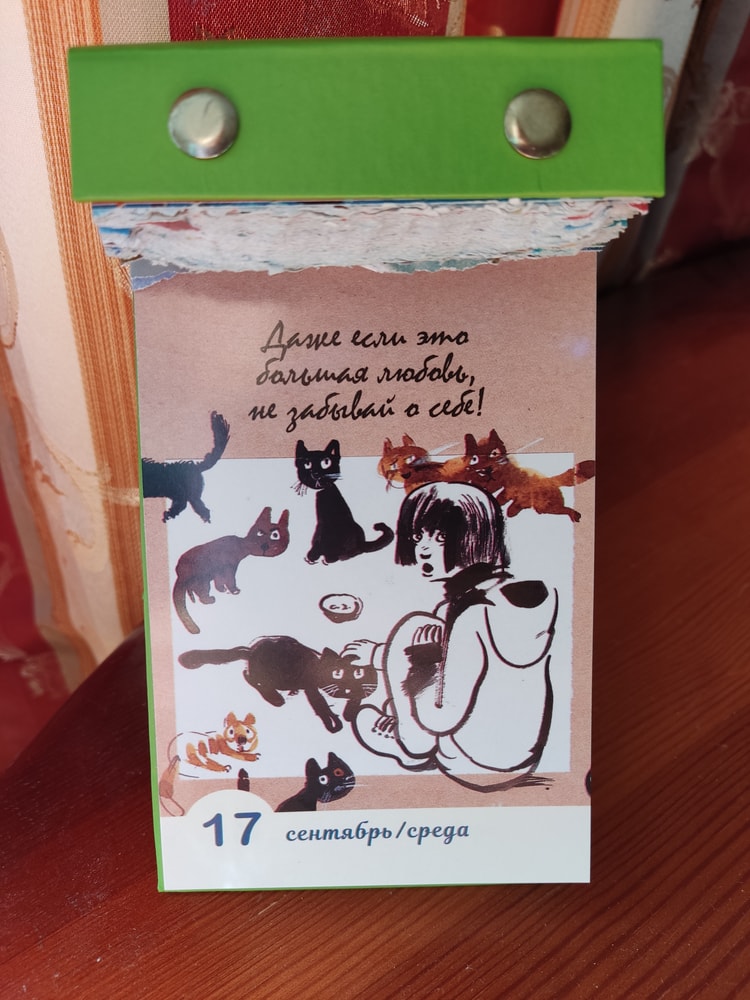 Даже если это
большая любовь,
не забывай о себе!
17 сентябрь/среда